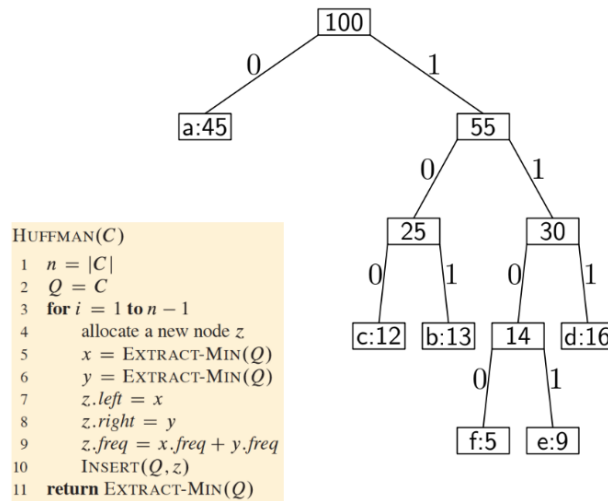 100
0 1
a:45 55
0 1
25 30
0 1 0 1
c:12 b:13 14 d:16
0 1
f:5 e:9
HUFFMAN(C)
1 n = |C|
2 Q = C
3 for i = 1 to n − 1
4 allocate a new node z
5 x = EXTRACT-MIN(Q)
6 y = EXTRACT-MIN(Q)
7 z.left = x
8 z.right = y
9 z.freq = x.freq + y.freq
10 INSERT(Q, z)
11 return EXTRACT-MIN(Q)